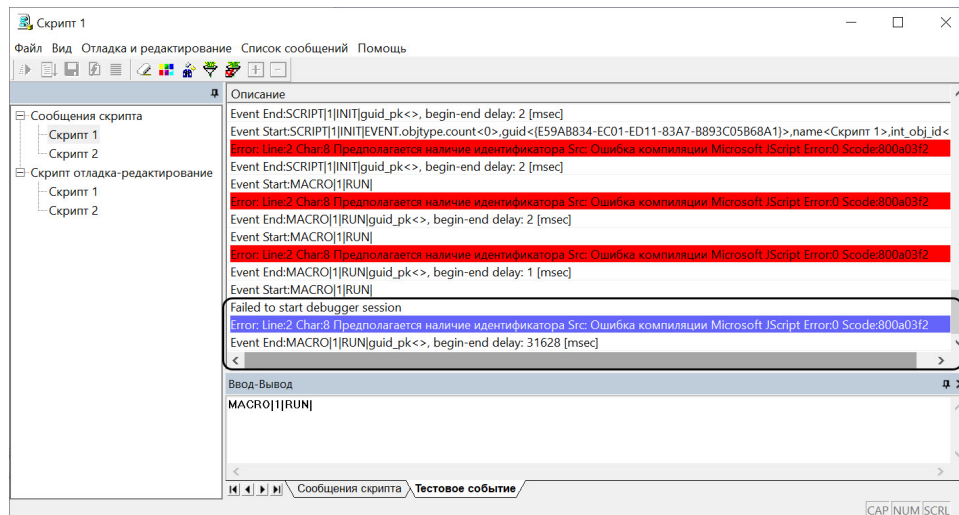 Скрипт 1
Файл Вид Отладка и редактирование Список сообщений Помощь
Сообщения скрипта
Скрипт 1
Скрипт 2
Скрипт отладка-редактирование
Скрипт 1
Скрипт 2
Описание
Event End:SCRIPT|1|INIT|guid_pk<>, begin-end delay: 2 [msec]
Event Start:SCRIPT|1|INIT|EVENT.objtype.count<0>,guid<{E59AB834-EC01-ED11-83A7-B893C05B68A1}>,name<Скрипт 1>,int_obj_id<
Error: Line:2 Char:8 Предполагается наличие идентификатора Src: Ошибка компиляции Microsoft JScript Error:0 Scode:800a03f2
Event End:SCRIPT|1|INIT|guid_pk<>, begin-end delay: 2 [msec]
Event Start:MACRO|1|RUN|
Error: Line:2 Char:8 Предполагается наличие идентификатора Src: Ошибка компиляции Microsoft JScript Error:0 Scode:800a03f2
Event End:MACRO|1|RUN|guid_pk<>, begin-end delay: 2 [msec]
Event Start:MACRO|1|RUN|
Error: Line:2 Char:8 Предполагается наличие идентификатора Src: Ошибка компиляции Microsoft JScript Error:0 Scode:800a03f2
Event End:MACRO|1|RUN|guid_pk<>, begin-end delay: 1 [msec]
Event Start:MACRO|1|RUN|
Failed to start debugger session
Error: Line:2 Char:8 Предполагается наличие идентификатора Src: Ошибка компиляции Microsoft JScript Error:0 Scode:800a03f2
Event End:MACRO|1|RUN|guid_pk<>, begin-end delay: 31628 [msec]
Ввод-Вывод
MACRO|1|RUN|
Сообщения скрипта Тестовое событие
CAP NUM SCRL